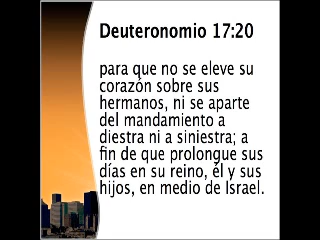 Deuteronomio 17:20
para que no se eleve su
corazón sobre sus
hermanos, ni se aparte
del mandamiento a
diestra ni a siniestra; a
fin de que prolongue sus
días en su reino, él y sus
hijos, en medio de Israel.